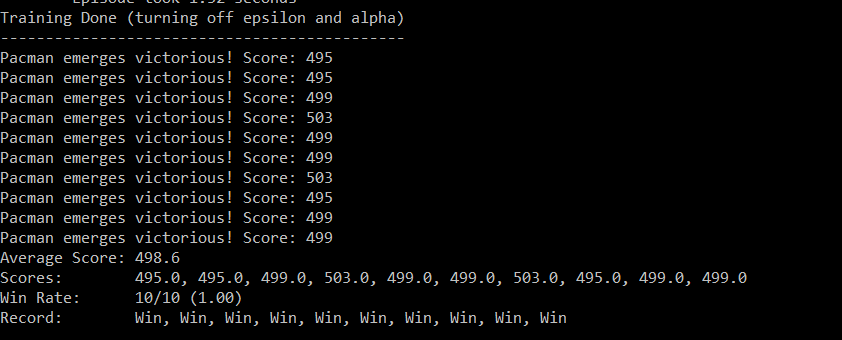 Episode took 1.92 seconds
Training Done (turning off epsilon and alpha)
---------------------------------------------
Pacman emerges victorious! Score: 495
Pacman emerges victorious! Score: 495
Pacman emerges victorious! Score: 499
Pacman emerges victorious! Score: 503
Pacman emerges victorious! Score: 499
Pacman emerges victorious! Score: 499
Pacman emerges victorious! Score: 503
Pacman emerges victorious! Score: 495
Pacman emerges victorious! Score: 499
Pacman emerges victorious! Score: 499
Average Score: 498.6
Scores:        495.0, 495.0, 499.0, 503.0, 499.0, 499.0, 503.0, 495.0, 499.0, 499.0
Win Rate:      10/10 (1.00)
Record:        Win, Win, Win, Win, Win, Win, Win, Win, Win, Win